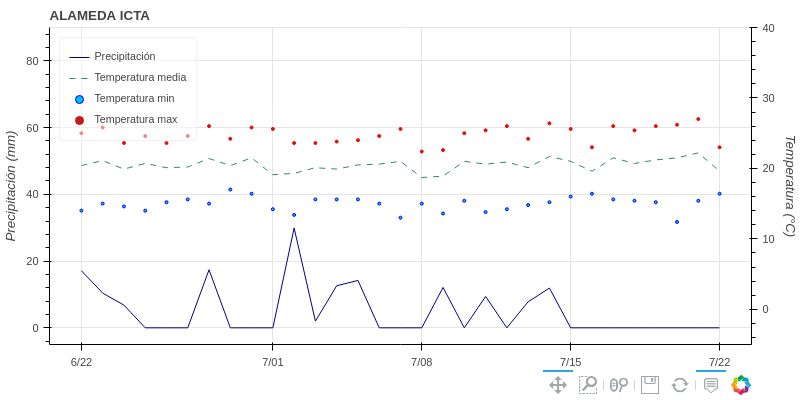 ALAMEDA ICTA
Precipitación
Temperatura media
Temperatura min
Temperatura max
Precipitación (mm)
80
60
40
20
0
Temperatura (°C)
40
30
20
10
0
6/22
7/01
7/08
7/15
7/22